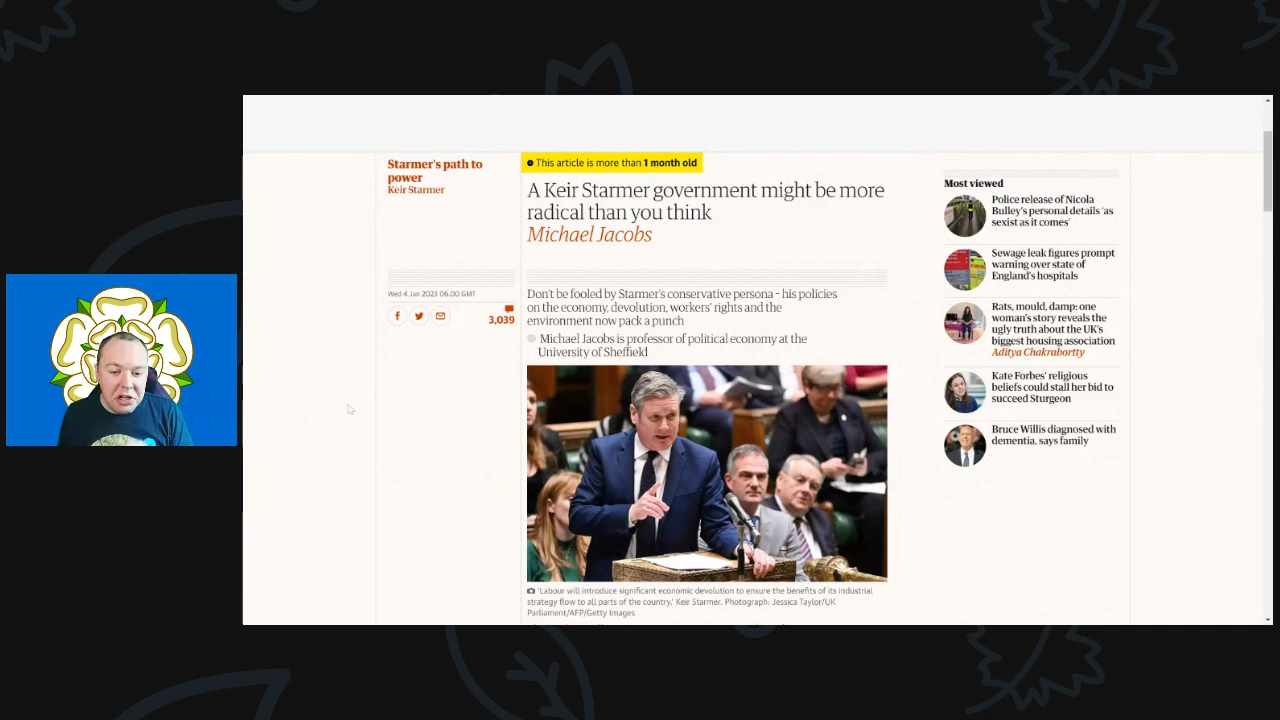 Starmer's path to
power
Keir Starmer
Wed 4 Jan 2023 06.00 GMT
3,039
This article is more than 1 month old
A Keir Starmer government might be more
radical than you think
Michael Jacobs
Don't be fooled by Starmer's conservative persona – his policies
on the economy, devolution, workers' rights and the
environment now pack a punch
Michael Jacobs is professor of political economy at the
University of Sheffield
'Labour will introduce significant economic devolution to ensure the benefits of its industrial
strategy flow to all parts of the country.' Keir Starmer. Photograph: Jessica Taylor/UK
Parliament/AFP/Getty Images
Most viewed
Police release of Nicola
Bulley's personal details 'as
sexist as it comes'
Sewage leak figures prompt
warning over state of
England's hospitals
Rats, mould, damp: one
woman's story reveals the
ugly truth about the UK's
biggest housing association
Aditya Chakrabortty
Kate Forbes' religious
beliefs could stall her bid to
succeed Sturgeon
Bruce Willis diagnosed with
dementia, says family